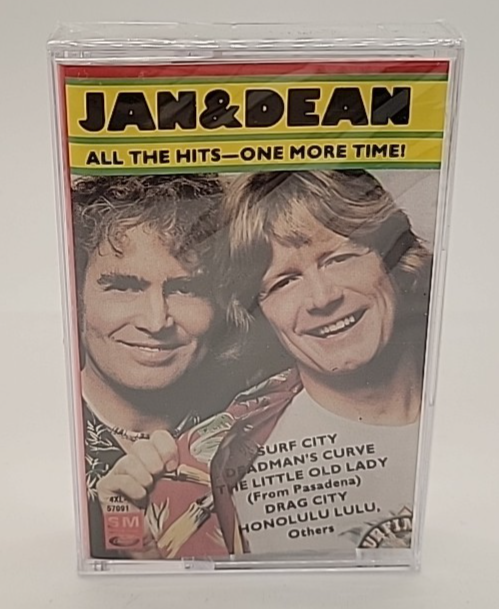 JAN&DEAN
ALL THE HITS—ONE MORE TIME!
SURF CITY
DEADMAN'S CURVE
THE LITTLE OLD LADY
(From Pasadena)
DRAG CITY
HONOLULU LULU,
Others
4XL
57091
SM